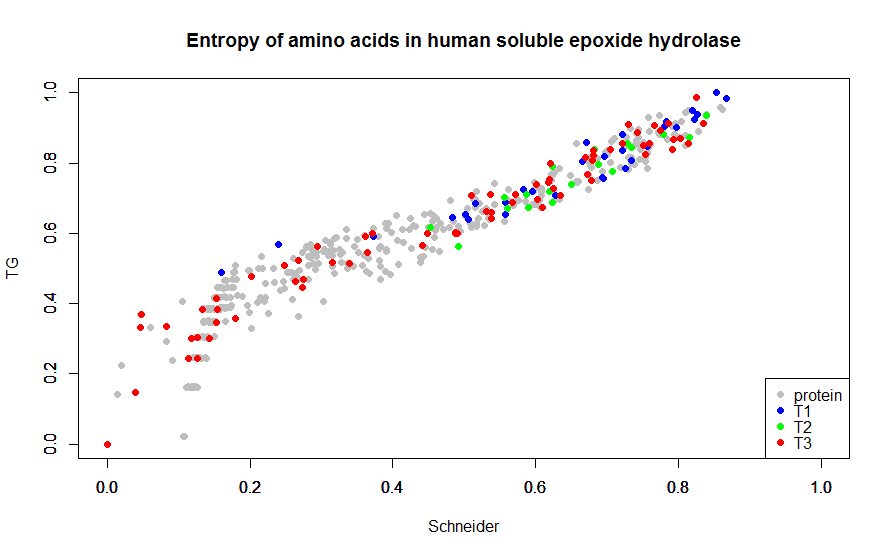 Entropy of amino acids in human soluble epoxide hydrolase
TG
1.0
0.8
0.6
0.4
0.2
0.0
protein
T1
T2
T3
0.0 0.2 0.4 0.6 0.8 1.0
Schneider